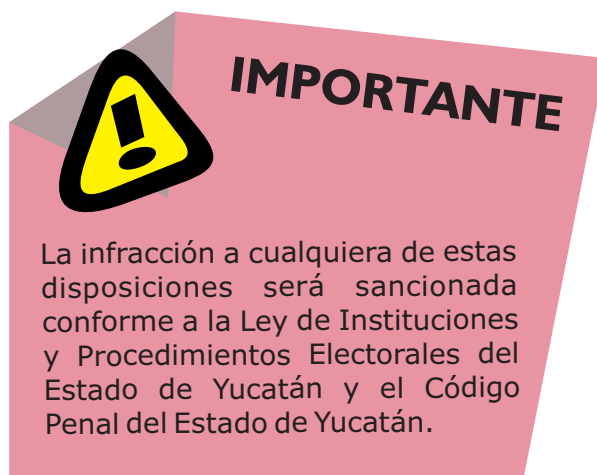 IMPORTANTE
La infracción a cualquiera de estas
disposiciones será sancionada
conforme a la Ley de Instituciones
y Procedimientos Electorales del
Estado de Yucatán y el Código
Penal del Estado de Yucatán.